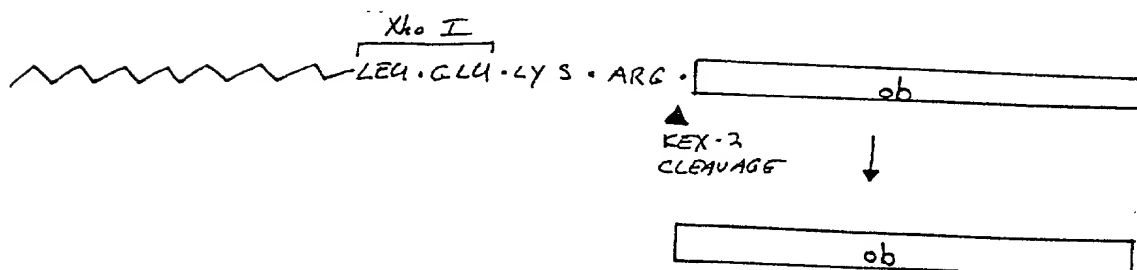 Xho I
LEU · GLU · LYS · ARG ·
ob
KEX-2
CLEAVAGE
ob